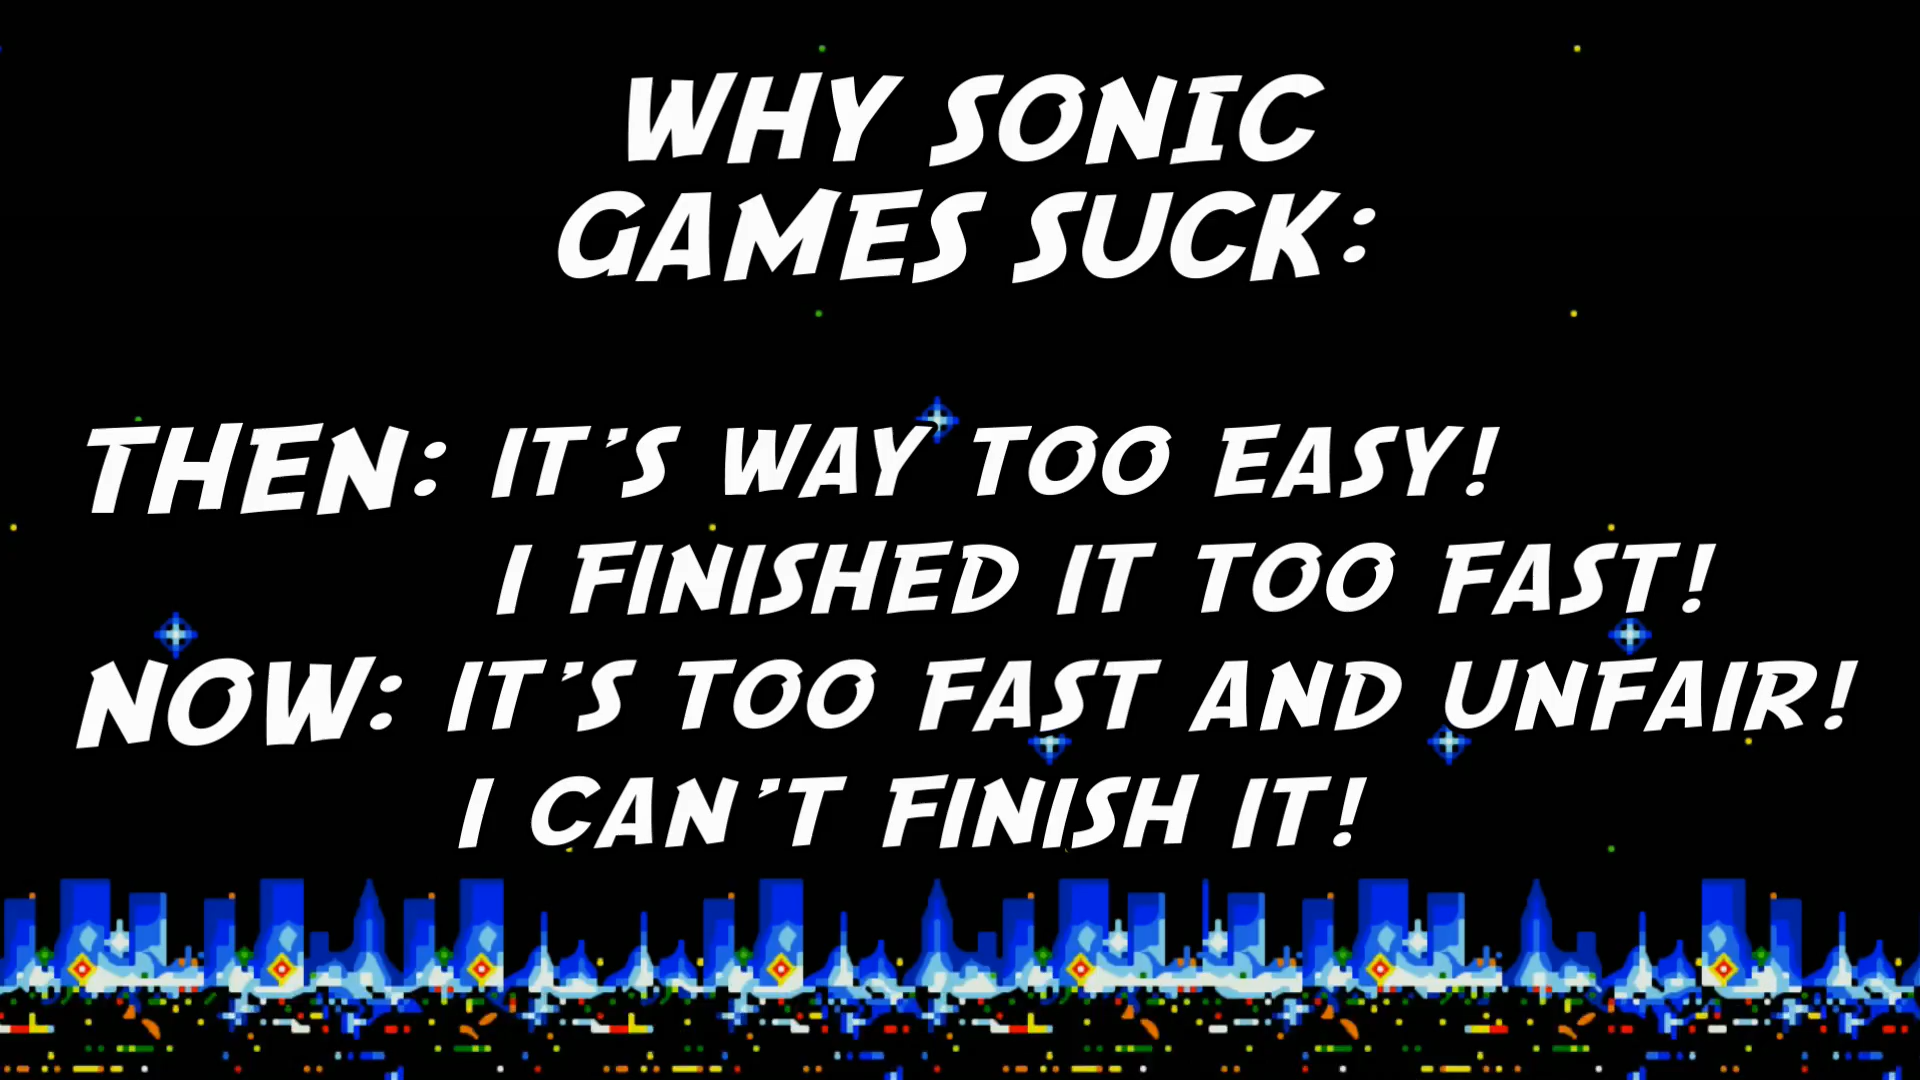 WHY SONIC
GAMES SUCK:
THEN: IT'S WAY TOO EASY!
I FINISHED IT TOO FAST!
NOW: IT'S TOO FAST AND UNFAIR!
I CAN'T FINISH IT!